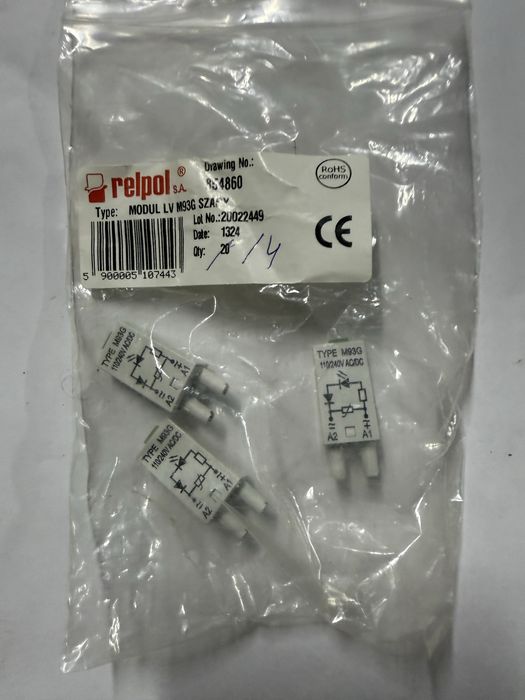 relpol® S.A.
Drawing No.:
854860
RoHS
conform
Type: MODUL LV M93G SZARY
Lot No.: 20022449
Date: 1324
Qty: 20 14
CE
5 900005 107443
TYPE M93G
110/240V AC/DC
A1
A2
TYPE M93G
110/240V AC/DC
A2 A1
TYPE M93G
110/240V AC/DC
A1
A2